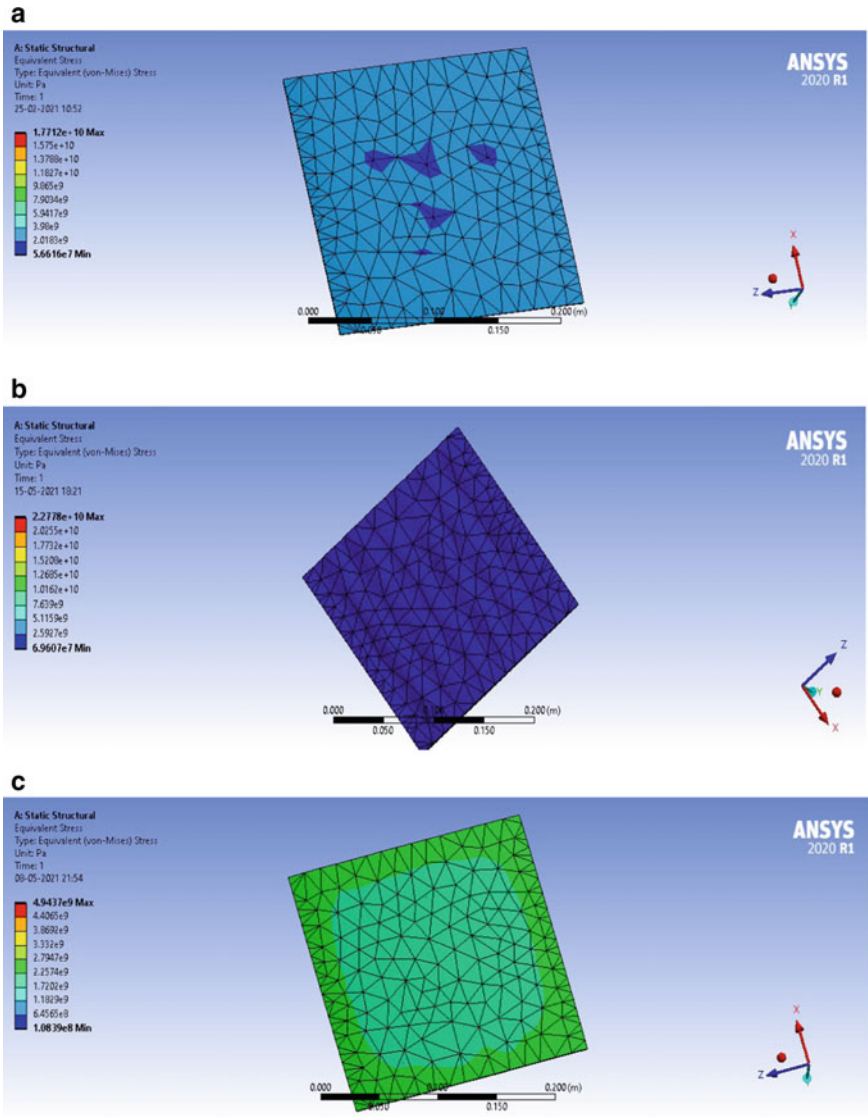 a
A: Static Structural
Equivalent Stress
Type: Equivalent (von-Mises) Stress
Unit: Pa
Time: 1
25-02-2021 10:52
1.7712e+10 Max
1.575e+10
1.3788e+10
1.1827e+10
9.865e9
7.9034e9
5.9417e9
3.98e9
2.0183e9
5.6616e7 Min
ANSYS
2020 R1
X
Z
Y
0.000
0.100
0.200 (m)
0.050
0.150
b
A: Static Structural
Equivalent Stress
Type: Equivalent (von-Mises) Stress
Unit: Pa
Time: 1
15-05-2021 18:21
2.2778e+10 Max
2.0255e+10
1.7732e+10
1.5208e+10
1.2685e+10
1.0162e+10
7.639e9
5.1159e9
2.5927e9
6.9607e7 Min
ANSYS
2020 R1
Z
Y
X
0.000
0.100
0.200 (m)
0.050
0.150
c
A: Static Structural
Equivalent Stress
Type: Equivalent (von-Mises) Stress
Unit: Pa
Time: 1
08-05-2021 21:54
4.9437e9 Max
4.4065e9
3.8692e9
3.332e9
2.7947e9
2.2574e9
1.7202e9
1.1829e9
6.4565e8
1.0839e8 Min
ANSYS
2020 R1
X
Z
Y
0.000
0.100
0.200 (m)
0.050
0.150